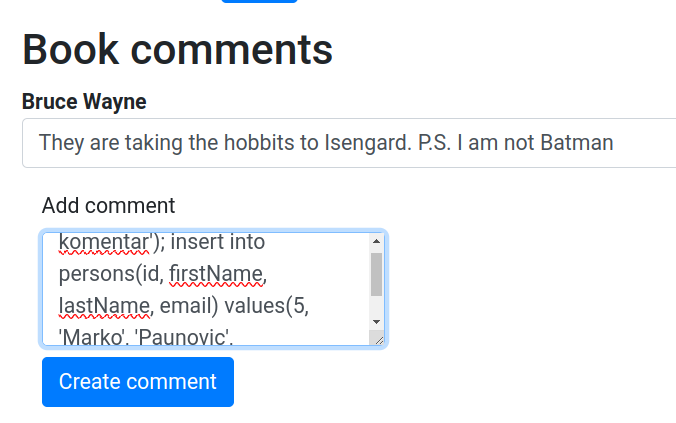 Book comments
Bruce Wayne
They are taking the hobbits to Isengard. P.S. I am not Batman
Add comment
komentar'); insert into
persons(id, firstName,
lastName, email) values(5,
'Marko', 'Paunovic',
Create comment